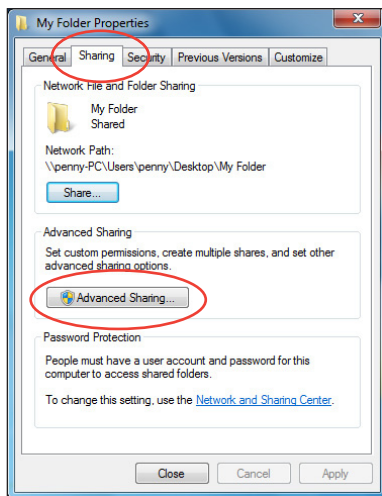 My Folder Properties
General Sharing Security Previous Versions Customize
Network File and Folder Sharing
My Folder
Shared
Network Path:
\\penny-PC\Users\penny\Desktop\My Folder
Share...
Advanced Sharing
Set custom permissions, create multiple shares, and set other
advanced sharing options.
Advanced Sharing...
Password Protection
People must have a user account and password for this
computer to access shared folders.
To change this setting, use the Network and Sharing Center.
Close Cancel Apply